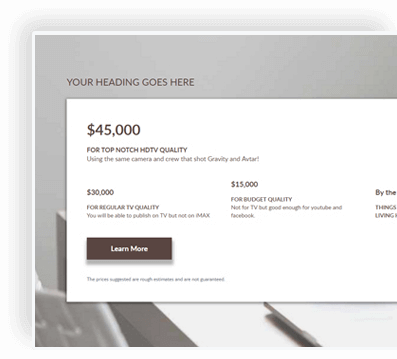 YOUR HEADING GOES HERE
$45,000
FOR TOP NOTCH HDTV QUALITY
Using the same camera and crew that shot Gravity and Avtar!
$30,000
FOR REGULAR TV QUALITY
You will be able to publish on TV but not on IMAX
$15,000
FOR BUDGET QUALITY
Not for TV but good enough for youtube and
facebook.
By the
THINGS
LIVING
Learn More
The prices suggested are rough estimates and are not guaranteed.